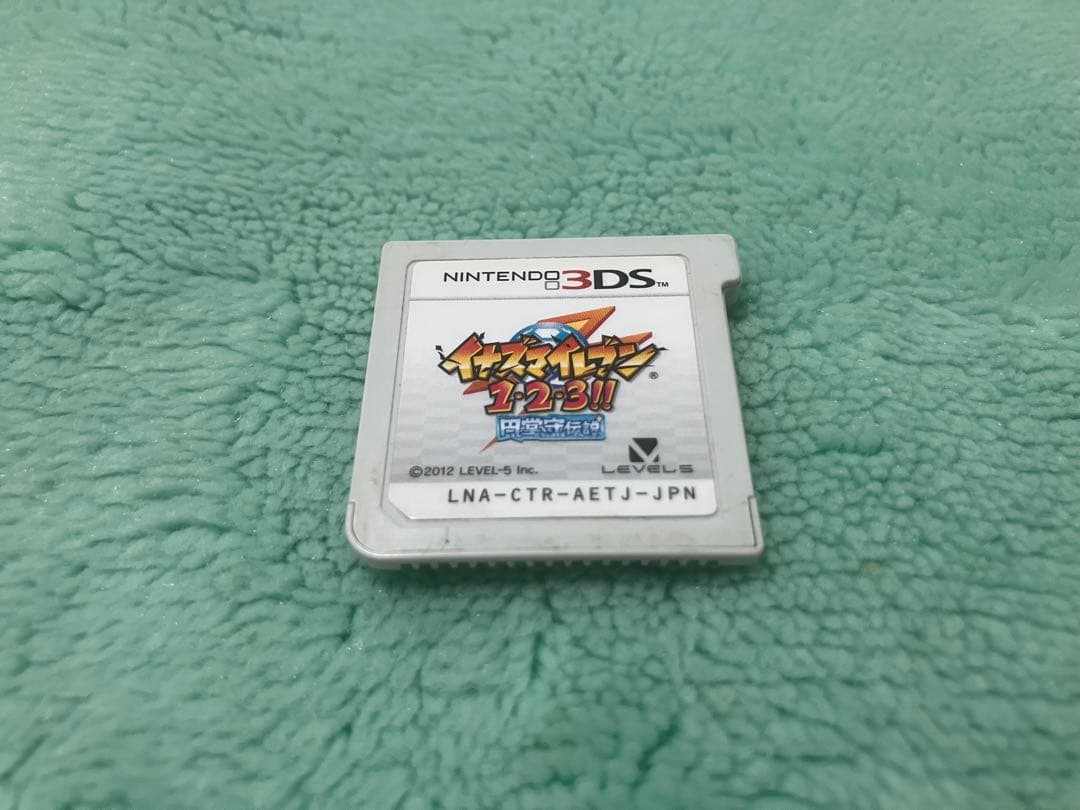 NINTENDO 3DS™
イナズマイレブン®
1・2・3!!
円堂守伝説
©2012 LEVEL-5 Inc.
LEVEL5
LNA-CTR-AETJ-JPN